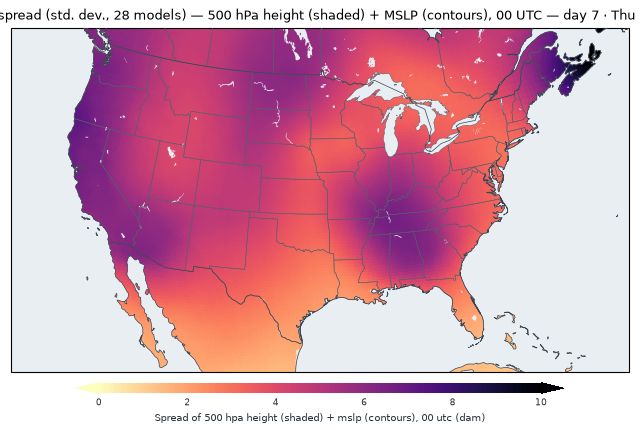 spread (std. dev., 28 models) — 500 hPa height (shaded) + MSLP (contours), 00 UTC — day 7 · Thu
0 2 4 6 8 10
Spread of 500 hpa height (shaded) + mslp (contours), 00 utc (dam)